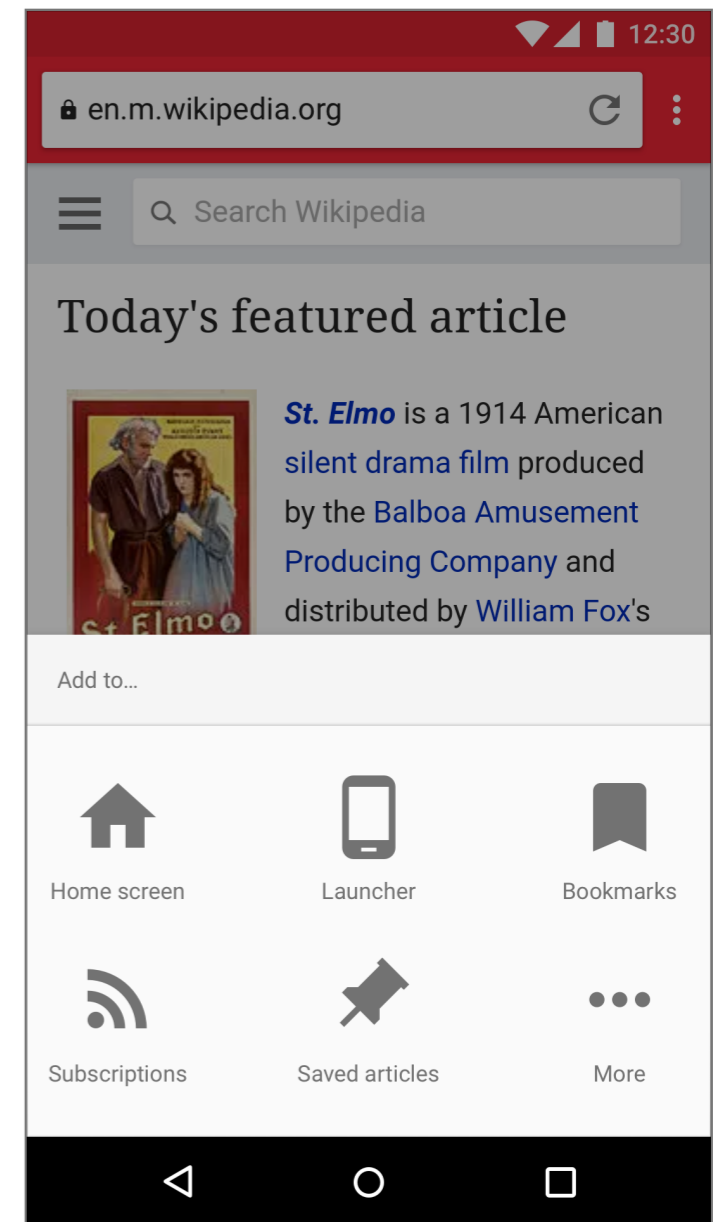 12:30
en.m.wikipedia.org
Search Wikipedia
Today's featured article
St. Elmo is a 1914 American
silent drama film produced
by the Balboa Amusement
Producing Company and
distributed by William Fox's
St. Elmo
Add to…
Home screen Launcher Bookmarks
Subscriptions Saved articles More